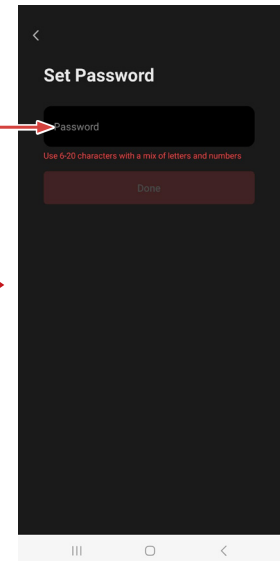 Set Password
Password
Use 6-20 characters with a mix of letters and numbers
Done